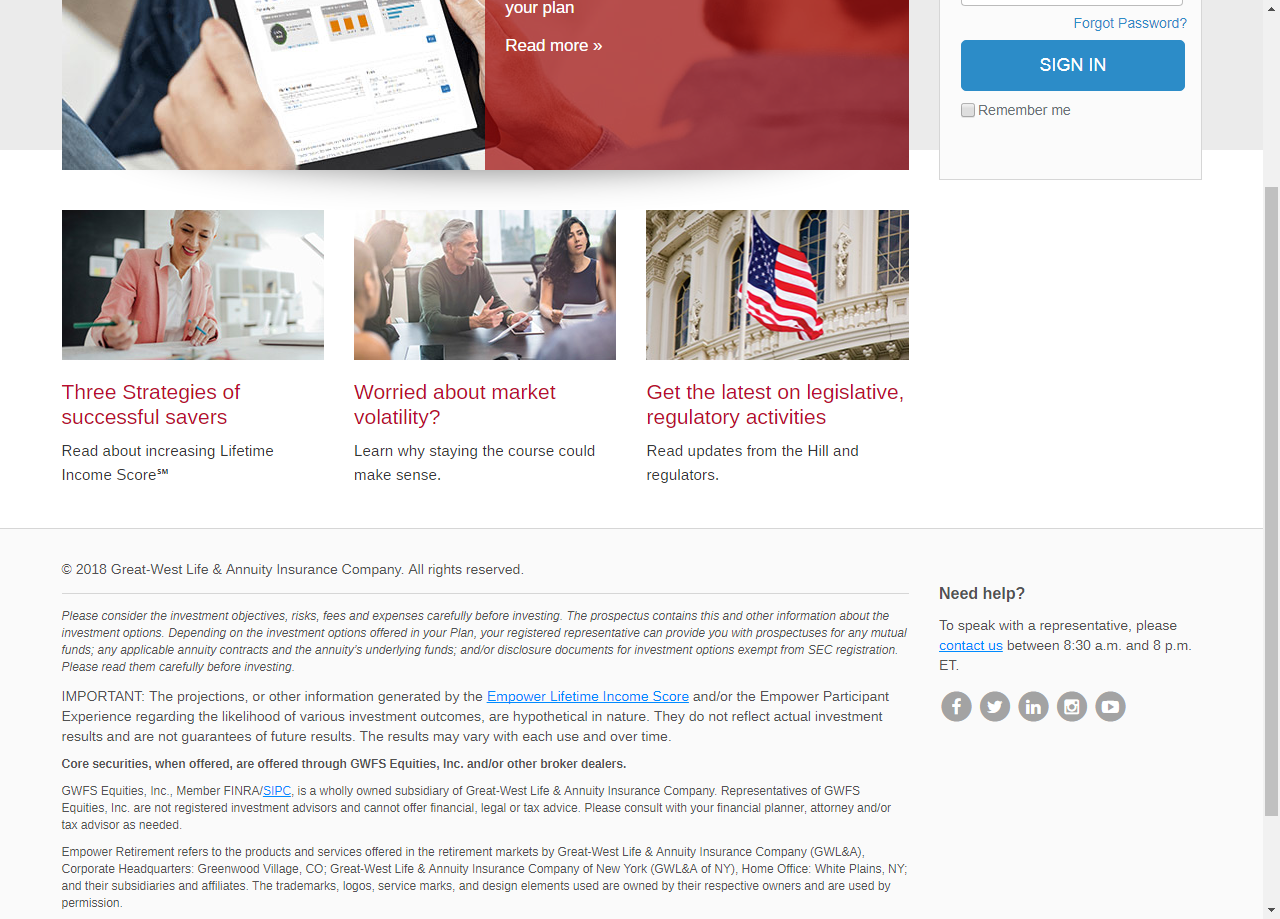 your plan
Read more »
Forgot Password?
SIGN IN
Remember me
Three Strategies of
successful savers
Read about increasing Lifetime
Income Score℠
Worried about market
volatility?
Learn why staying the course could
make sense.
Get the latest on legislative,
regulatory activities
Read updates from the Hill and
regulators.
© 2018 Great-West Life & Annuity Insurance Company. All rights reserved.
Please consider the investment objectives, risks, fees and expenses carefully before investing. The prospectus contains this and other information about the
investment options. Depending on the investment options offered in your Plan, your registered representative can provide you with prospectuses for any mutual
funds; any applicable annuity contracts and the annuity's underlying funds; and/or disclosure documents for investment options exempt from SEC registration.
Please read them carefully before investing.
IMPORTANT: The projections, or other information generated by the Empower Lifetime Income Score and/or the Empower Participant
Experience regarding the likelihood of various investment outcomes, are hypothetical in nature. They do not reflect actual investment
results and are not guarantees of future results. The results may vary with each use and over time.
Core securities, when offered, are offered through GWFS Equities, Inc. and/or other broker dealers.
GWFS Equities, Inc., Member FINRA/SIPC, is a wholly owned subsidiary of Great-West Life & Annuity Insurance Company. Representatives of GWFS
Equities, Inc. are not registered investment advisors and cannot offer financial, legal or tax advice. Please consult with your financial planner, attorney and/or
tax advisor as needed.
Empower Retirement refers to the products and services offered in the retirement markets by Great-West Life & Annuity Insurance Company (GWL&A),
Corporate Headquarters: Greenwood Village, CO; Great-West Life & Annuity Insurance Company of New York (GWL&A of NY), Home Office: White Plains, NY;
and their subsidiaries and affiliates. The trademarks, logos, service marks, and design elements used are owned by their respective owners and are used by
permission.
Need help?
To speak with a representative, please
contact us between 8:30 a.m. and 8 p.m.
ET.